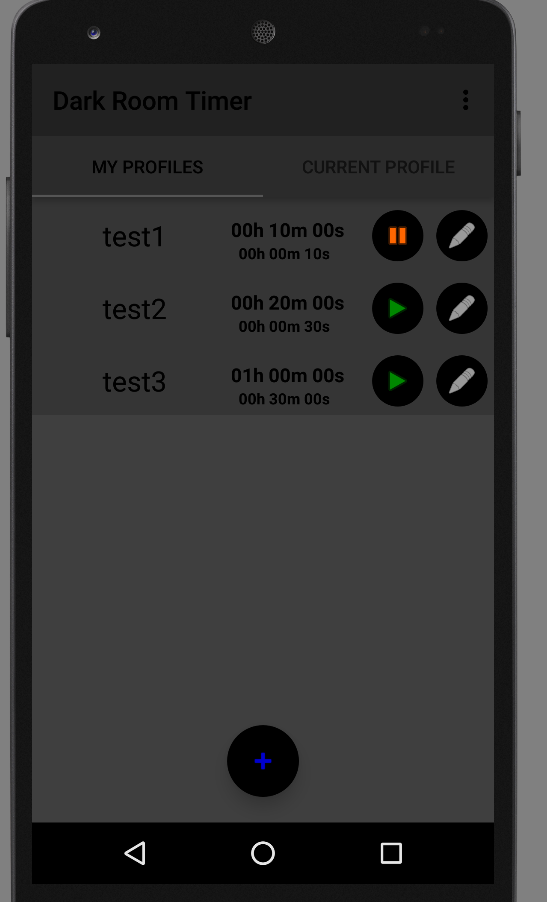 Dark Room Timer
MY PROFILES CURRENT PROFILE
test1 00h 10m 00s
00h 00m 10s
test2 00h 20m 00s
00h 00m 30s
test3 01h 00m 00s
00h 30m 00s